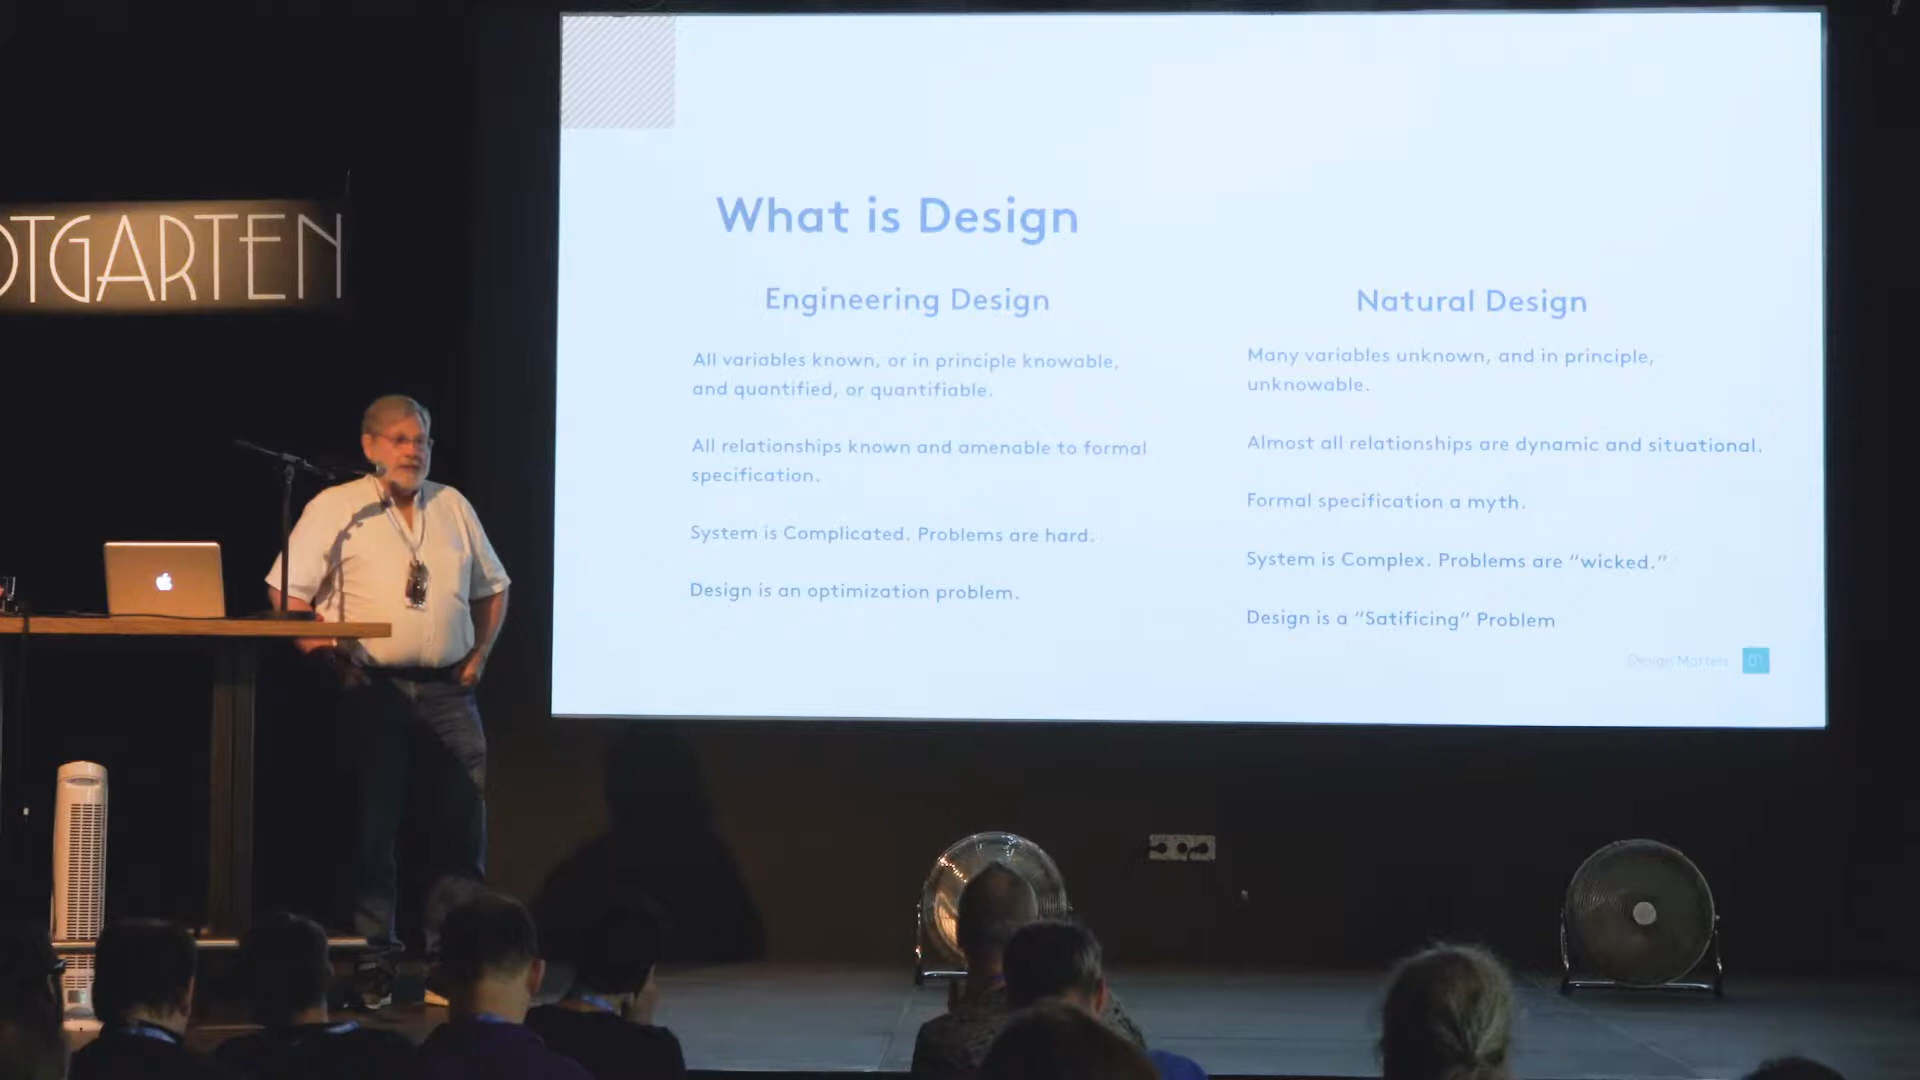 OTGARTEN
What is Design
Engineering Design
All variables known, or in principle knowable,
and quantified, or quantifiable.
All relationships known and amenable to formal
specification.
System is Complicated. Problems are hard.
Design is an optimization problem.
Natural Design
Many variables unknown, and in principle,
unknowable.
Almost all relationships are dynamic and situational.
Formal specification a myth.
System is Complex. Problems are “wicked.”
Design is a “Satificing” Problem
Design Matters 01